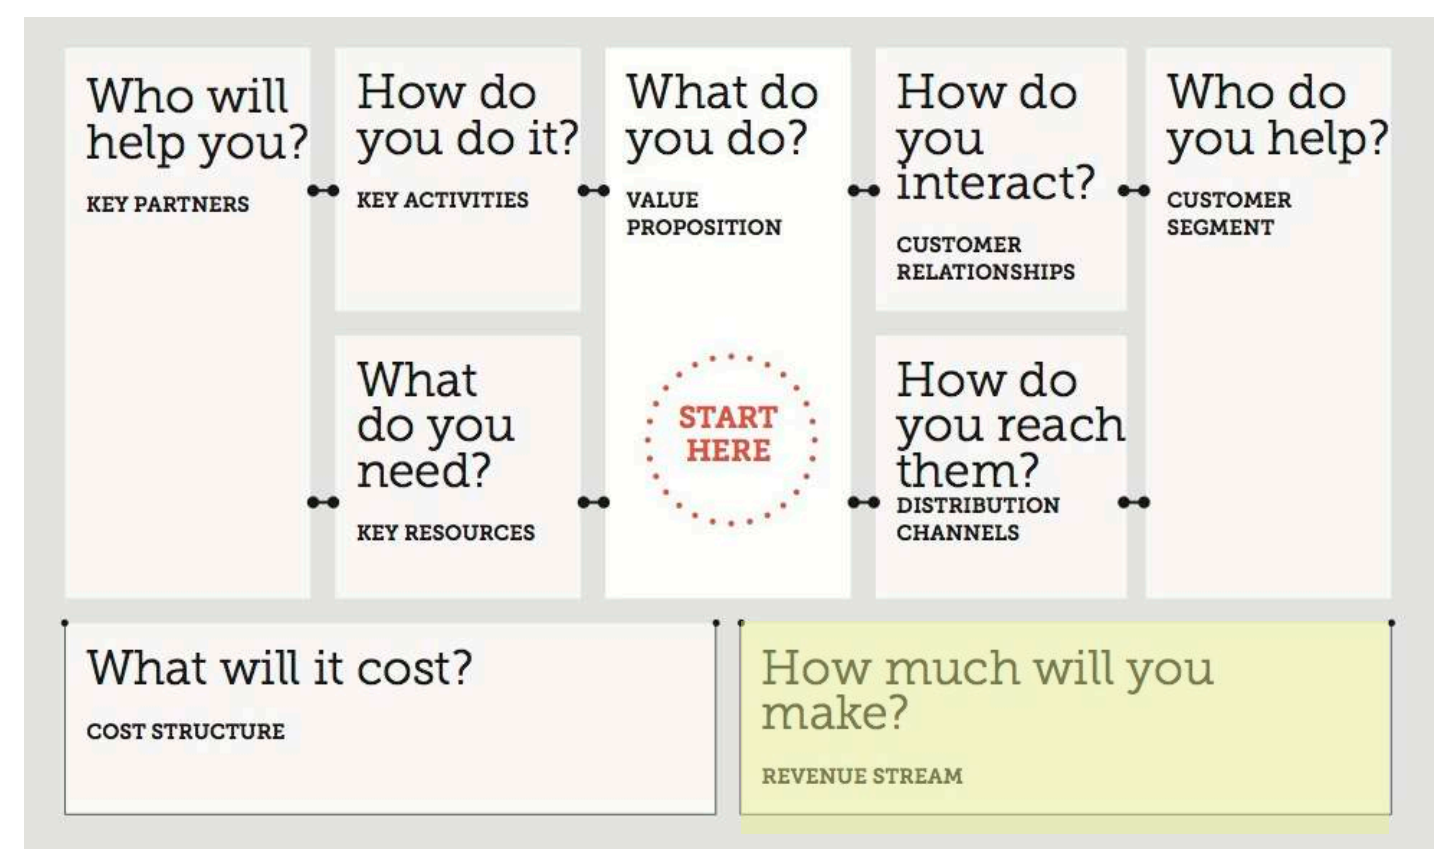 Who will
help you?
KEY PARTNERS
How do
you do it?
KEY ACTIVITIES
What
do you
need?
KEY RESOURCES
What do
you do?
VALUE
PROPOSITION
START
HERE
How do
you
interact?
CUSTOMER
RELATIONSHIPS
How do
you reach
them?
DISTRIBUTION
CHANNELS
Who do
you help?
CUSTOMER
SEGMENT
What will it cost?
COST STRUCTURE
How much will you
make?
REVENUE STREAM